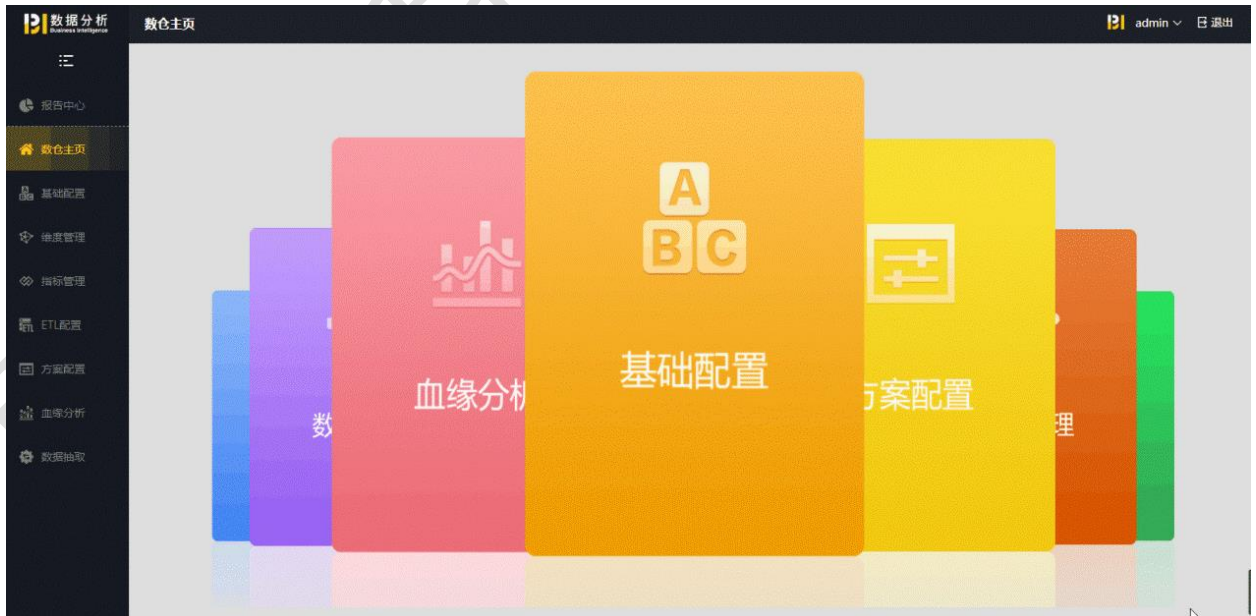 数据分析
Business Intelligence
数仓主页
admin
退出
报告中心
数仓主页
基础配置
维度管理
指标管理
ETL
ETL配置
方案配置
血缘分析
数据抽取
数
血缘分析
A
B C
基础配置
方案配置
理